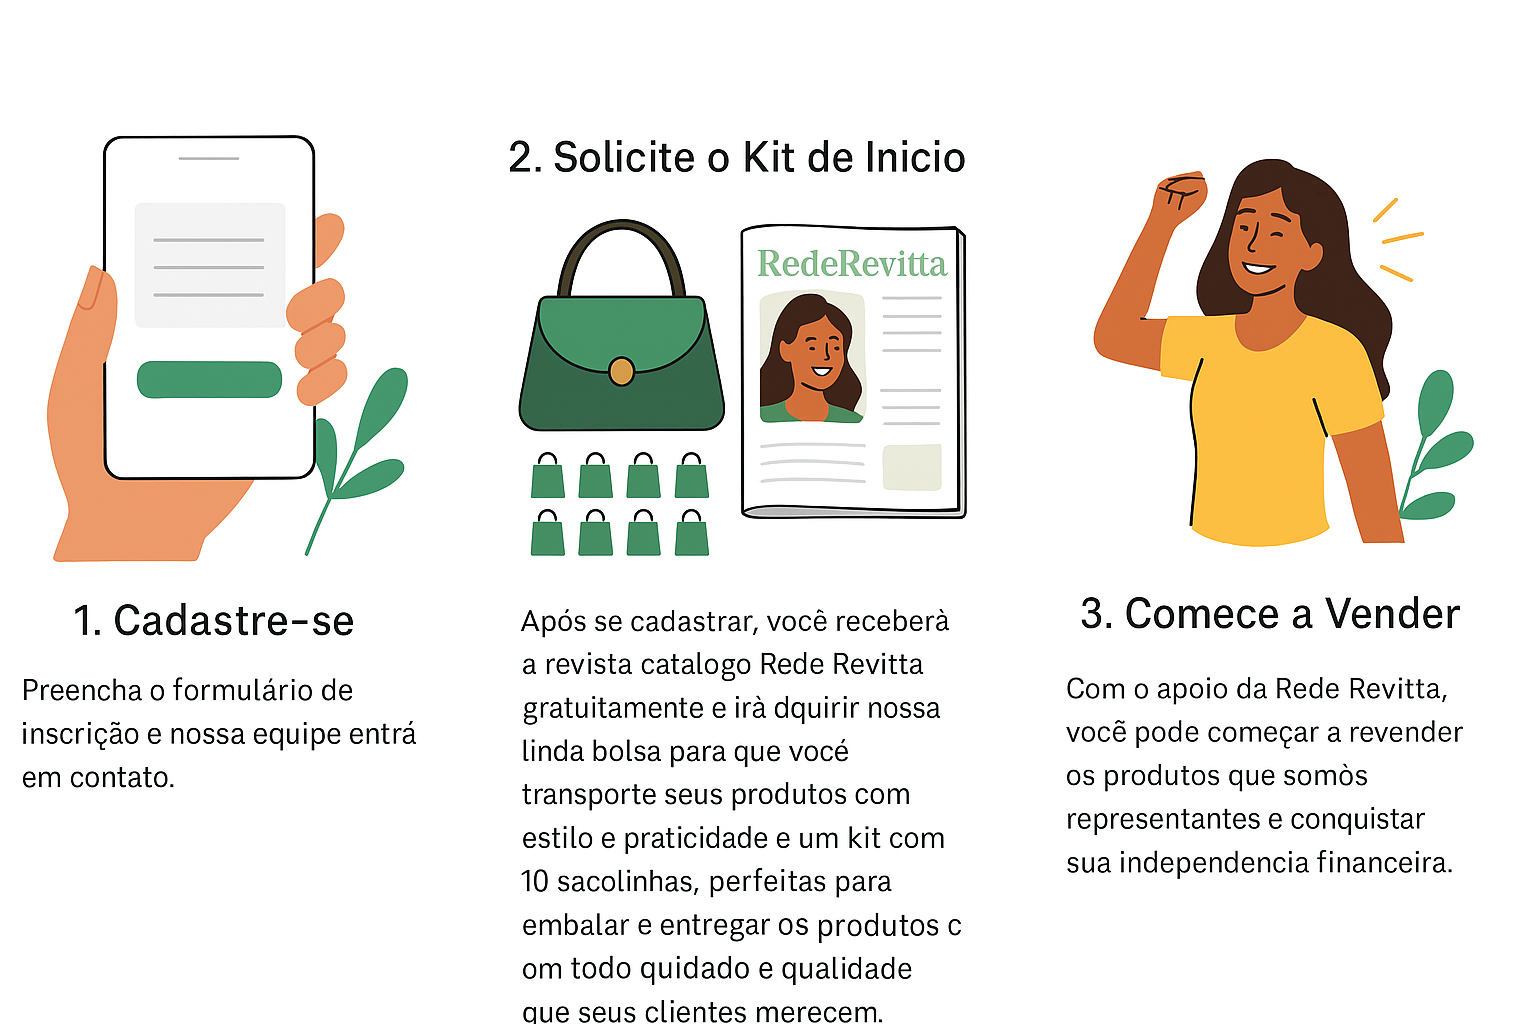 1. Cadastre-se
Preencha o formulário de
inscrição e nossa equipe entrá
em contato.
2. Solicite o Kit de Inicio
RedeRevitta
Após se cadastrar, você receberà
a revista catalogo Rede Revitta
gratuitamente e irà dquirir nossa
linda bolsa para que vocé
transporte seus produtos com
estilo e praticidade e um kit com
10 sacolinhas, perfeitas para
embalar e entregar os produtos c
om todo quidado e qualidade
que seus clientes merecem.
3. Comece a Vender
Com o apoio da Rede Revitta,
você pode começar a revender
os produtos que somòs
representantes e conquistar
sua independencia financeira.